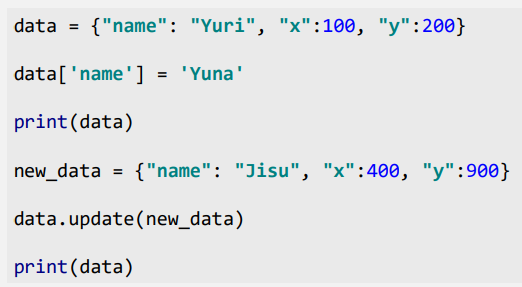 data = {"name": "Yuri", "x":100, "y":200}
data['name'] = 'Yuna'
print(data)
new_data = {"name": "Jisu", "x":400, "y":900}
data.update(new_data)
print(data)